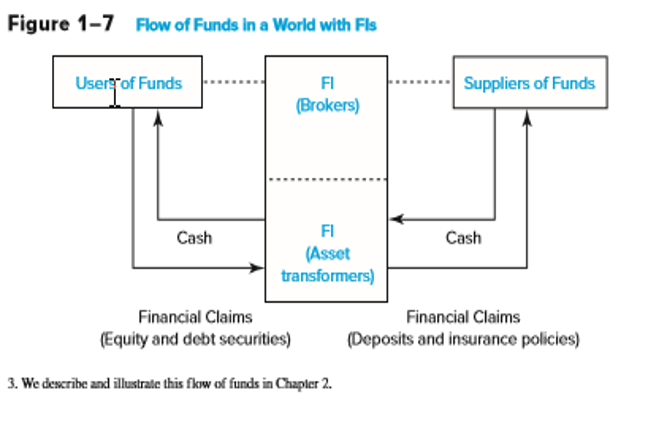 Figure 1–7 Flow of Funds in a World with FIs
Users of Funds
FI
(Brokers)
Suppliers of Funds
Cash
FI
(Asset
transformers)
Cash
Financial Claims
(Equity and debt securities)
Financial Claims
(Deposits and insurance policies)
3. We describe and illustrate this flow of funds in Chapter 2.